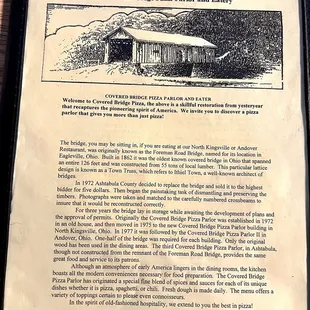 Parlor and Eatery
COVERED BRIDGE PIZZA PARLOR AND EATER
Welcome to Covered Bridge Pizza, the above is a skillful restoration from yesteryear
that recaptures the pioneering spirit of America. We invite you to discover a pizza
parlor that gives you more than just pizza!
The bridge, you may be sitting in, if you are eating at our North Kingsville or Andover
Restaurant, was originally known as the Foreman Road Bridge, named for its location in
Eagleville, Ohio. Built in 1862 it was the oldest known covered bridge in Ohio that spanned
an entire 126 feet and was constructed from 55 tons of local timber. This particular lattice
design is known as a Town Truss, which refers to Ithiel Town, a well-known architect of
bridges.
In 1972 Ashtabula County decided to replace the bridge and sold it to the highest
bidder for five dollars. Then began the painstaking task of dismantling and preserving the
timbers. Photographs were taken and matched to the carefully numbered crossbeams to
insure that it would be reconstructed correctly.
For three years the bridge lay in storage while awaiting the development of plans and
the approval of permits. Originally the Covered Bridge Pizza was established in 1972
in an old house, and then moved in 1975 to the new Covered Bridge Pizza Parlor building in
North Kingsville, Ohio. In 1977 it was followed by the Covered Bridge Pizza Parlor II in
Andover, Ohio. One-half of the bridge was required for each building. Only the original
wood has been used in the dining areas. The third Covered Bridge Pizza Parlor, in Ashtabula,
though not constructed from the remnant of the Foreman Road Bridge, provides the same
great food and service to its patrons.
Although an atmosphere of early America lingers in the dining rooms, the kitchen
boasts all the modern conveniences necessary for food preparation. The Covered Bridge
Pizza Parlor has originated a special fine blend of spices and sauces for each of its unique
dishes whether it is pizza, spaghetti, or chili. Fresh dough is made daily. The menu offers a
variety of toppings certain to please even connoisseurs.
In the spirit of old-fashioned hospitality, we extend to you the best in pizza!